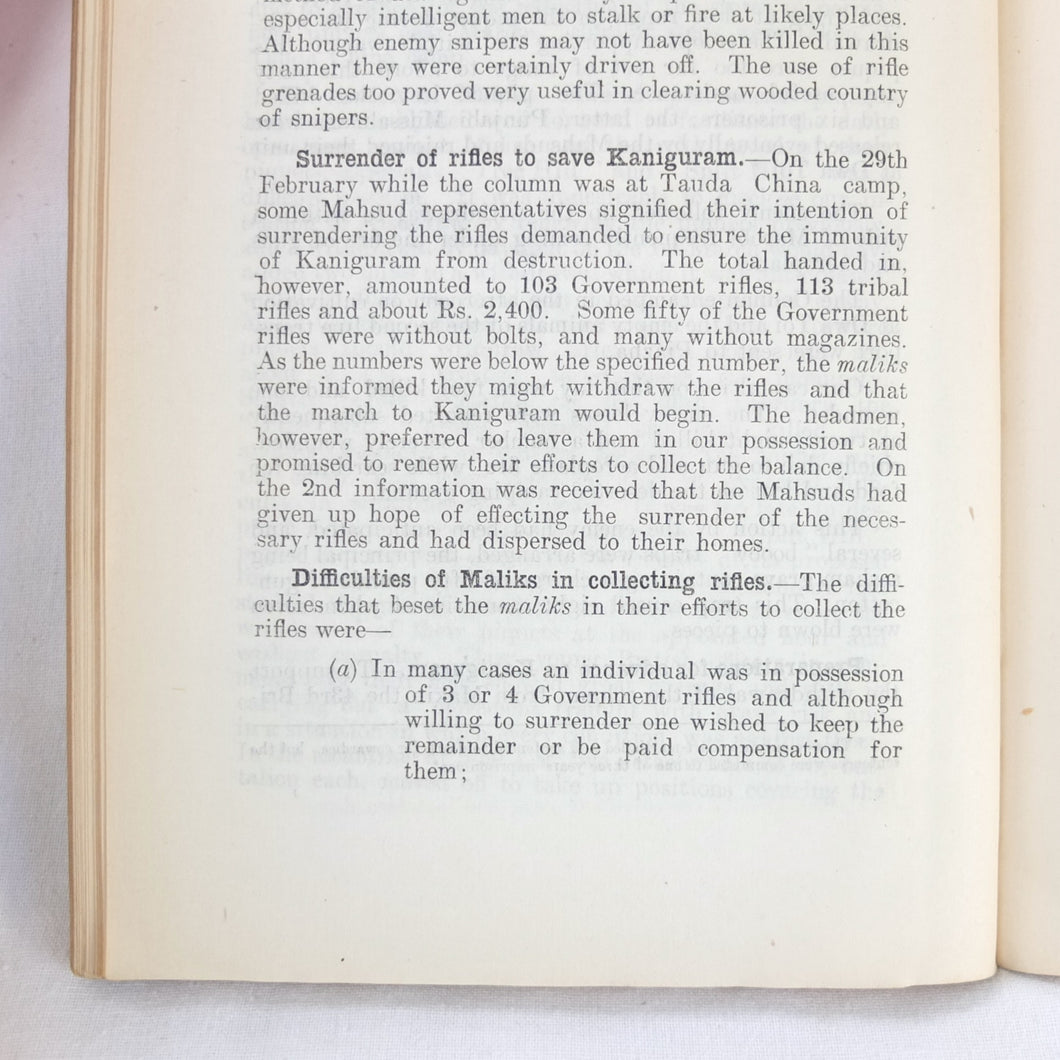 especially intelligent men to stalk or fire at likely places.
Although enemy snipers may not have been killed in this
manner they were certainly driven off. The use of rifle
grenades too proved very useful in clearing wooded country
of snipers.
Surrender of rifles to save Kaniguram.—On the 29th
February while the column was at Tauda China camp,
some Mahsud representatives signified their intention of
surrendering the rifles demanded to ensure the immunity
of Kaniguram from destruction. The total handed in,
however, amounted to 103 Government rifles, 113 tribal
rifles and about Rs. 2,400. Some fifty of the Government
rifles were without bolts, and many without magazines.
As the numbers were below the specified number, the maliks
were informed they might withdraw the rifles and that
the march to Kaniguram would begin. The headmen,
however, preferred to leave them in our possession and
promised to renew their efforts to collect the balance. On
the 2nd information was received that the Mahsuds had
given up hope of effecting the surrender of the neces-
sary rifles and had dispersed to their homes.
Difficulties of Maliks in collecting rifles.—The diffi-
culties that beset the maliks in their efforts to collect the
rifles were—
(a) In many cases an individual was in possession
of 3 or 4 Government rifles and although
willing to surrender one wished to keep the
remainder or be paid compensation for
them;